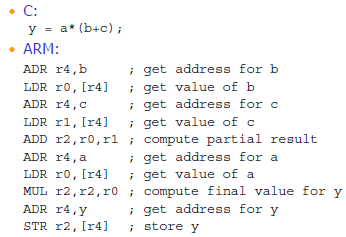 • C:
y = a*(b+c);
• ARM:
ADR r4,b ; get address for b
LDR r0,[r4] ; get value of b
ADR r4,c ; get address for c
LDR r1,[r4] ; get value of c
ADD r2,r0,r1 ; compute partial result
ADR r4,a ; get address for a
LDR r0,[r4] ; get value of a
MUL r2,r2,r0 ; compute final value for y
ADR r4,y ; get address for y
STR r2,[r4] ; store y